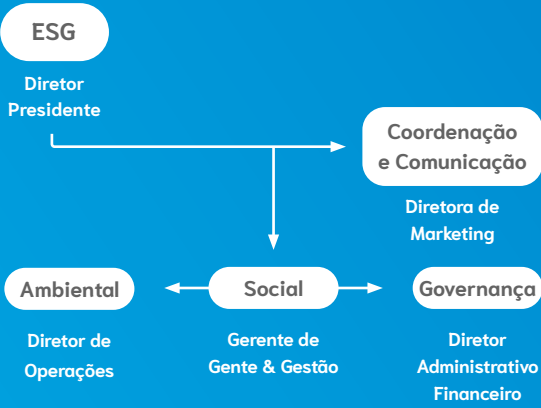 ESG
Diretor
Presidente
Coordenação
e Comunicação
Diretora de
Marketing
Ambiental
Diretor de
Operações
Social
Gerente de
Gente & Gestão
Governança
Diretor
Administrativo
Financeiro